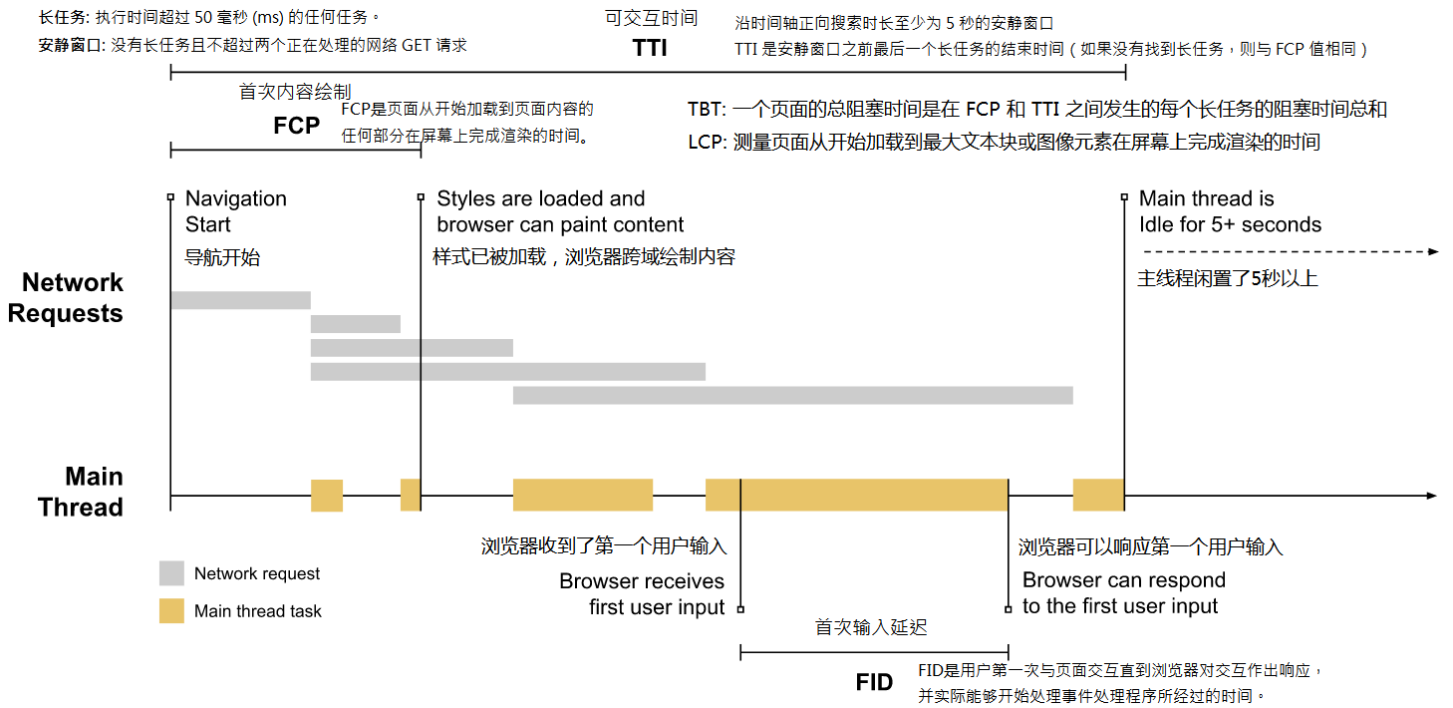 长任务: 执行时间超过 50 毫秒 (ms) 的任何任务。
安静窗口: 没有长任务且不超过两个正在处理的网络 GET 请求
可交互时间
TTI
沿时间轴正向搜索时长至少为 5 秒的安静窗口
TTI 是安静窗口之前最后一个长任务的结束时间（如果没有找到长任务，则与 FCP 值相同）
首次内容绘制
FCP
FCP是页面从开始加载到页面内容的
任何部分在屏幕上完成渲染的时间。
TBT: 一个页面的总阻塞时间是在 FCP 和 TTI 之间发生的每个长任务的阻塞时间总和
LCP: 测量页面从开始加载到最大文本块或图像元素在屏幕上完成渲染的时间
Navigation
Start
导航开始
Styles are loaded and
browser can paint content
样式已被加载，浏览器跨域绘制内容
Main thread is
Idle for 5+ seconds
主线程闲置了5秒以上
Network
Requests
Main
Thread
浏览器收到了第一个用户输入
Browser receives
first user input
浏览器可以响应第一个用户输入
Browser can respond
to the first user input
Network request
Main thread task
首次输入延迟
FID
FID是用户第一次与页面交互直到浏览器对交互作出响应，
并实际能够开始处理事件处理程序所经过的时间。